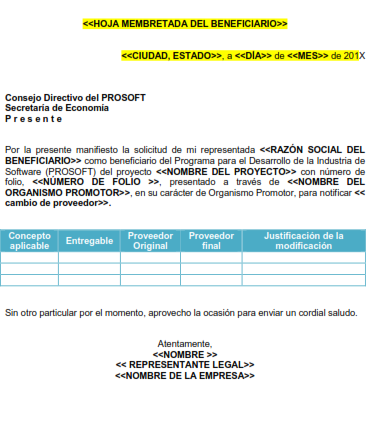 <<HOJA MEMBRETADA DEL BENEFICIARIO>>
<<CIUDAD, ESTADO>>, a <<DÍA>> de <<MES>> de 201X
Consejo Directivo del PROSOFT
Secretaria de Economía
P r e s e n t e
Por la presente manifiesto la solicitud de mi representada <<RAZÓN SOCIAL DEL
BENEFICIARIO>> como beneficiario del Programa para el Desarrollo de la Industria de
Software (PROSOFT) del proyecto <<NOMBRE DEL PROYECTO>> con número de
folio, <<NÚMERO DE FOLIO >>, presentado a través de <<NOMBRE DEL
ORGANISMO PROMOTOR>>, en su carácter de Organismo Promotor, para notificar <<
cambio de proveedor>>.
Concepto aplicable Entregable Proveedor Original Proveedor final Justificación de la modificación
Sin otro particular por el momento, aprovecho la ocasión para enviar un cordial saludo.
Atentamente,
<<NOMBRE >>
<< REPRESENTANTE LEGAL>>
<<NOMBRE DE LA EMPRESA>>